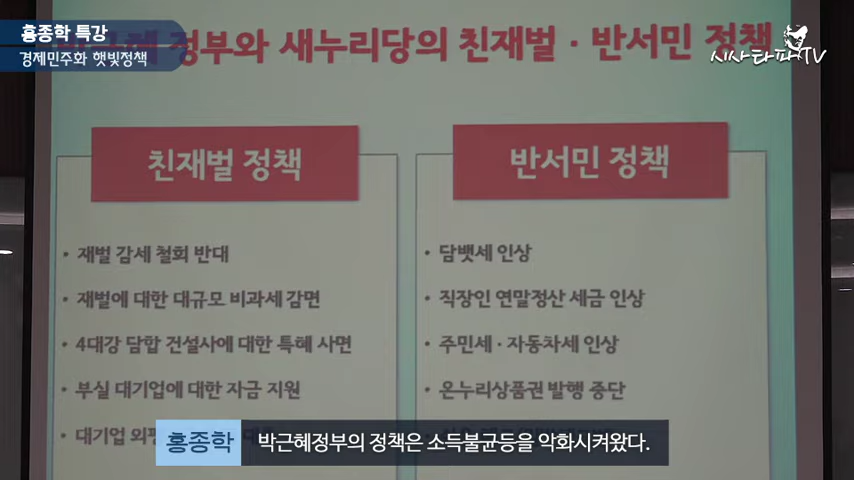 홍종학 특강
경제민주화 햇빛정책
시사타파TV
정부와 새누리당의 친재벌 · 반서민 정책
친재벌 정책
• 재벌 감세 철회 반대
• 재벌에 대한 대규모 비과세 감면
• 4대강 담합 건설사에 대한 특혜 사면
• 부실 대기업에 대한 자금 지원
• 대기업
반서민 정책
• 담뱃세 인상
• 직장인 연말정산 세금 인상
• 주민세 · 자동차세 인상
• 온누리상품권 발행 중단
홍종학 박근혜정부의 정책은 소득불균등을 악화시켜왔다.